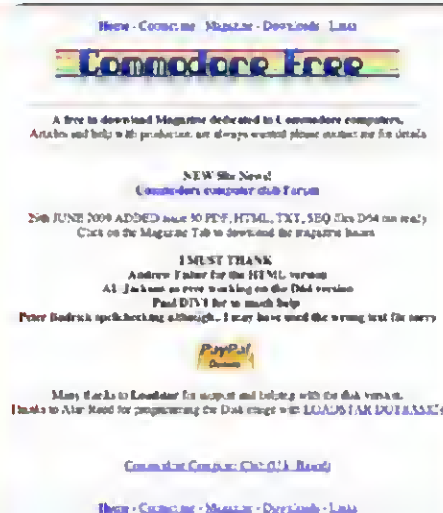 Home - Contact me - Magazine - Downloads - Links
Commodore Free
A free to download Magazine dedicated to Commodore computers.
Articles and help with production are always wanted please contact me for details
NEW Site News!
Commodore computer club Forum
29th JUNE 2009 ADDED issue 30 PDF, HTML, TXT, SEQ files D64 not ready
Click on the Magazine Tab to download the magazine issues
I MUST THANK
Andrew Fisher for the HTML version
AL Jackson as ever working on the D64 version
Paul DIVI for so much help
Peter Badrick spellchecking although.. I may have used the wrong text file sorry
PayPal
Donate
Many thanks to Loadstar for support and helping with the disk version.
Thanks to Alan Reed for programming the Disk image with LOADSTAR
Commodore Computer Club (U.K. Based)
Home - Contact me - Magazine - Downloads - Links